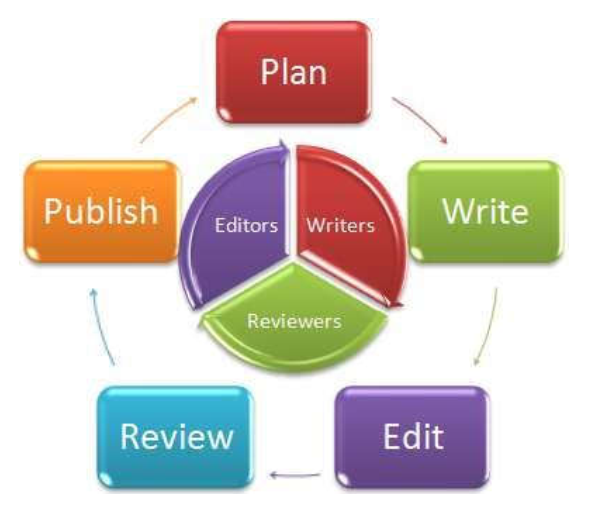 Plan
Publish
Write
Editors
Writers
Reviewers
Review
Edit